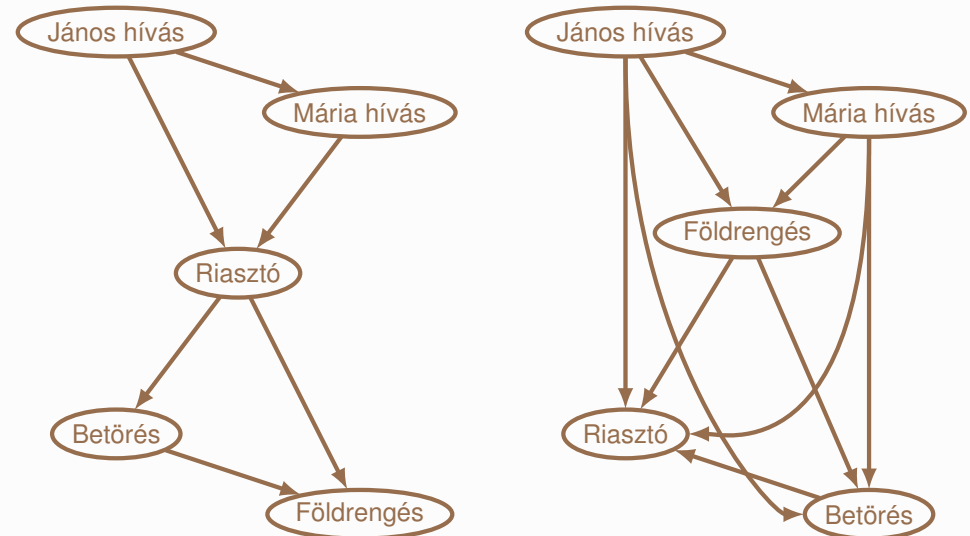 János hívás
Mária hívás
Riasztó
Betörés
Földrengés
János hívás
Mária hívás
Földrengés
Riasztó
Betörés